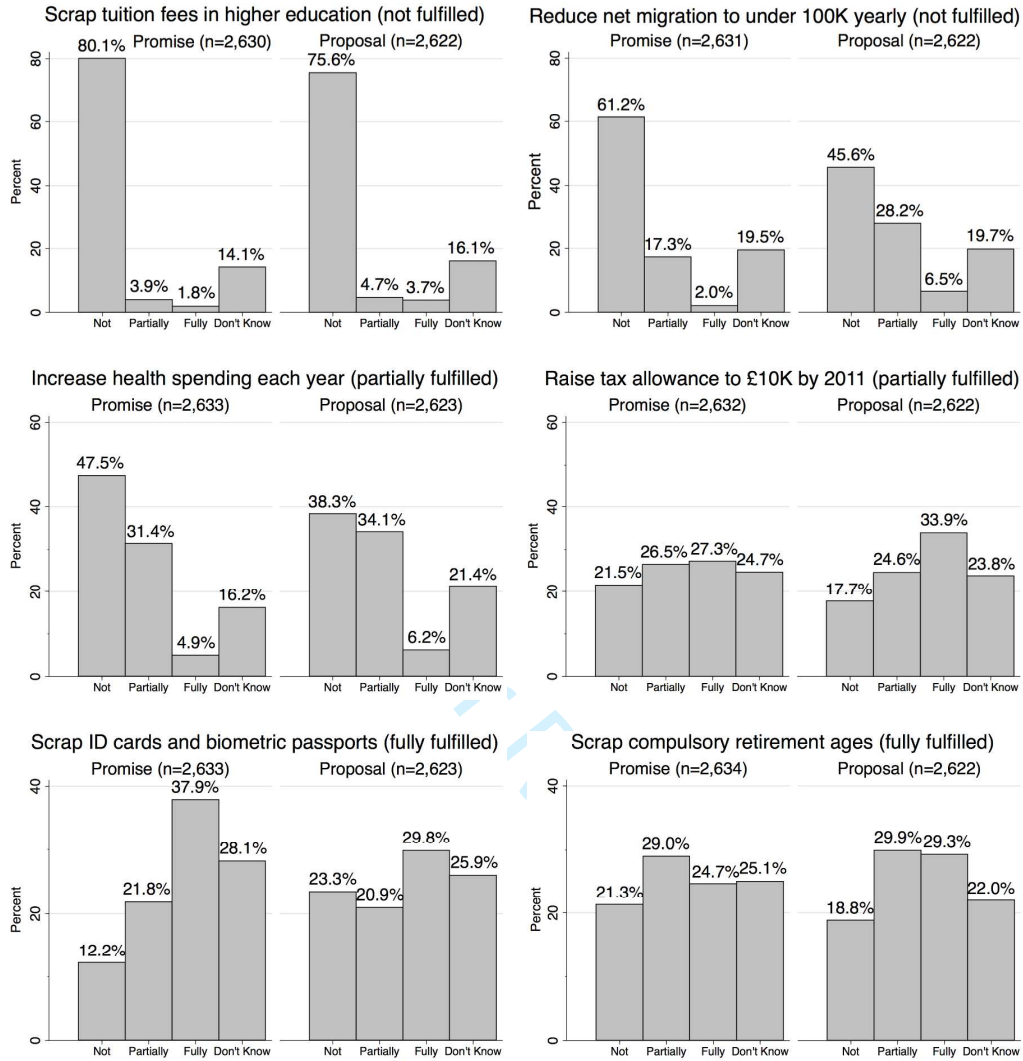 Scrap tuition fees in higher education (not fulfilled)
Promise (n=2,630)
Proposal (n=2,622)
Percent
80
60
40
20
0
80.1%
3.9%
1.8%
14.1%
75.6%
4.7%
3.7%
16.1%
Not Partially Fully Don't Know
Not Partially Fully Don't Know
Reduce net migration to under 100K yearly (not fulfilled)
Promise (n=2,631)
Proposal (n=2,622)
Percent
80
60
40
20
0
61.2%
17.3%
2.0%
19.5%
45.6%
28.2%
6.5%
19.7%
Not Partially Fully Don't Know
Not Partially Fully Don't Know
Increase health spending each year (partially fulfilled)
Promise (n=2,633)
Proposal (n=2,623)
Percent
60
40
20
0
47.5%
31.4%
4.9%
16.2%
38.3%
34.1%
6.2%
21.4%
Not Partially Fully Don't Know
Not Partially Fully Don't Know
Raise tax allowance to £10K by 2011 (partially fulfilled)
Promise (n=2,632)
Proposal (n=2,622)
Percent
60
40
20
0
21.5%
26.5%
27.3%
24.7%
17.7%
24.6%
33.9%
23.8%
Not Partially Fully Don't Know
Not Partially Fully Don't Know
Scrap ID cards and biometric passports (fully fulfilled)
Promise (n=2,633)
Proposal (n=2,623)
Percent
40
20
0
12.2%
21.8%
37.9%
28.1%
23.3%
20.9%
29.8%
25.9%
Not Partially Fully Don't Know
Not Partially Fully Don't Know
Scrap compulsory retirement ages (fully fulfilled)
Promise (n=2,634)
Proposal (n=2,622)
Percent
40
20
0
21.3%
29.0%
24.7%
25.1%
18.8%
29.9%
29.3%
22.0%
Not Partially Fully Don't Know
Not Partially Fully Don't Know